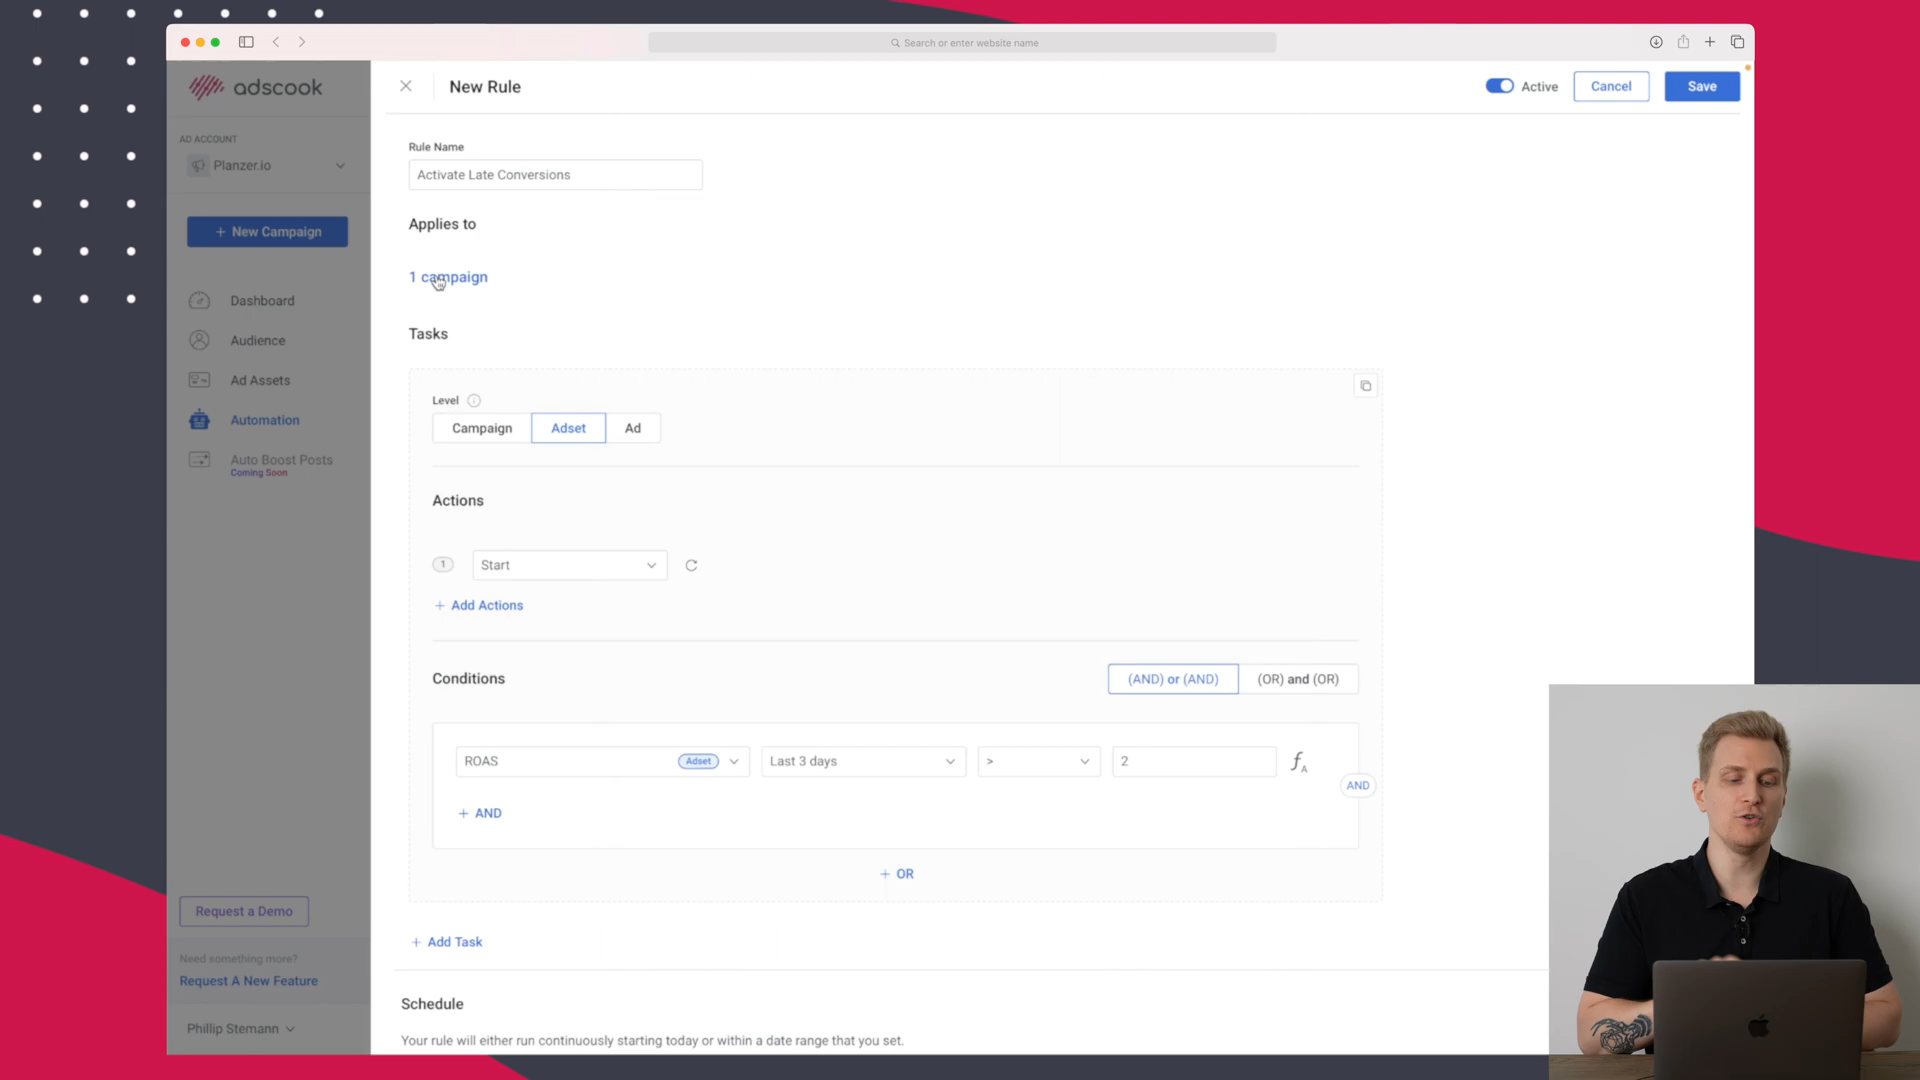 Search or enter website name
adscook
New Rule
Active
Cancel
Save
AD ACCOUNT
Planzer.io
+ New Campaign
Dashboard
Audience
Ad Assets
Automation
Auto Boost Posts
Coming Soon
Request a Demo
Need something more?
Request A New Feature
Phillip Stemann
Rule Name
Activate Late Conversions
Applies to
1 campaign
Tasks
Level
Campaign
Adset
Ad
Actions
1
Start
+ Add Actions
Conditions
(AND) or (AND)
(OR) and (OR)
ROAS
Adset
Last 3 days
>
2
AND
+ AND
+ OR
+ Add Task
Schedule
Your rule will either run continuously starting today or within a date range that you set.